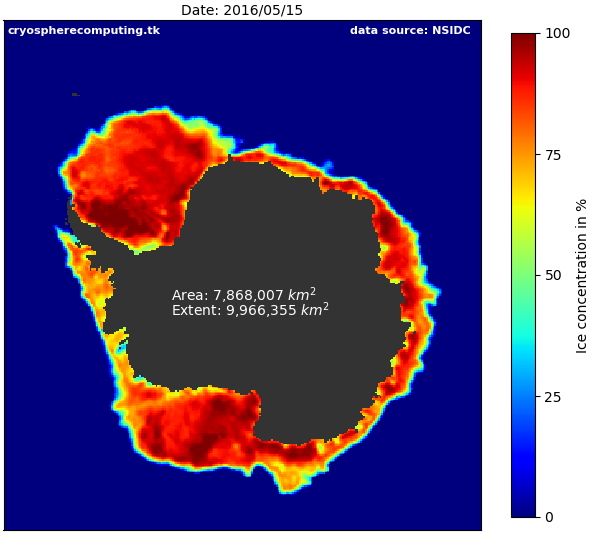 Date: 2016/05/15
cryospherecomputing.tk data source: NSIDC
Area: 7,868,007 km²
Extent: 9,966,355 km²
100
75
50
25
0
Ice concentration in %